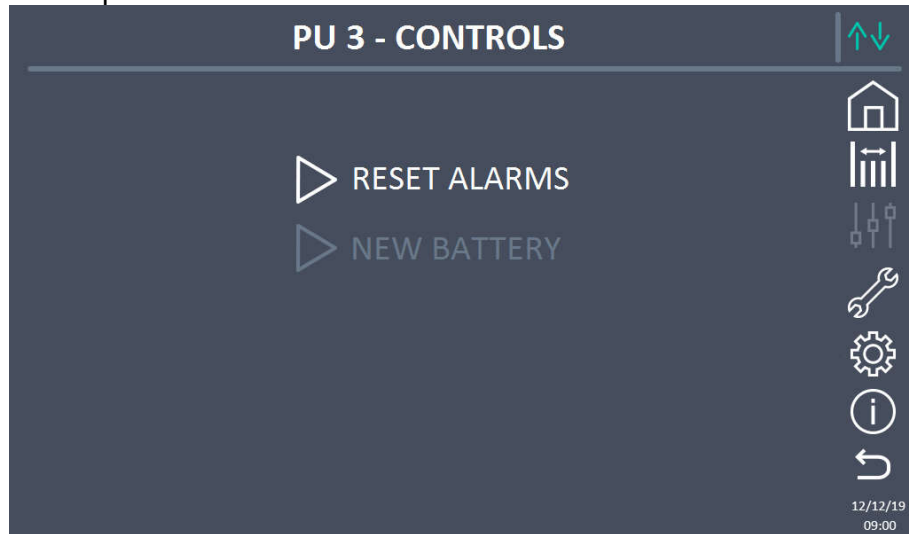 PU 3 - CONTROLS
RESET ALARMS
NEW BATTERY
12/12/19
09:00